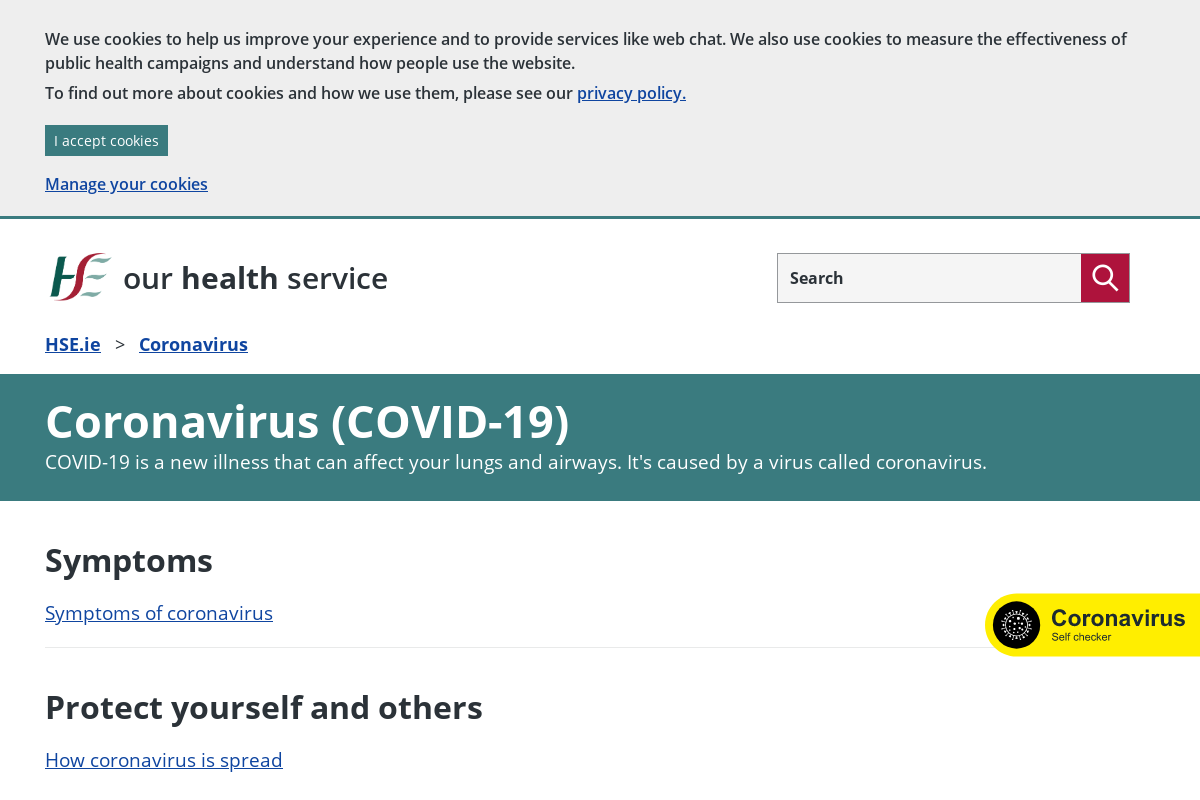 We use cookies to help us improve your experience and to provide services like web chat. We also use cookies to measure the effectiveness of
public health campaigns and understand how people use the website.
To find out more about cookies and how we use them, please see our privacy policy.
I accept cookies
Manage your cookies
HSE our health service
Search
HSE.ie > Coronavirus
Coronavirus (COVID-19)
COVID-19 is a new illness that can affect your lungs and airways. It's caused by a virus called coronavirus.
Symptoms
Symptoms of coronavirus
Coronavirus
Self checker
Protect yourself and others
How coronavirus is spread